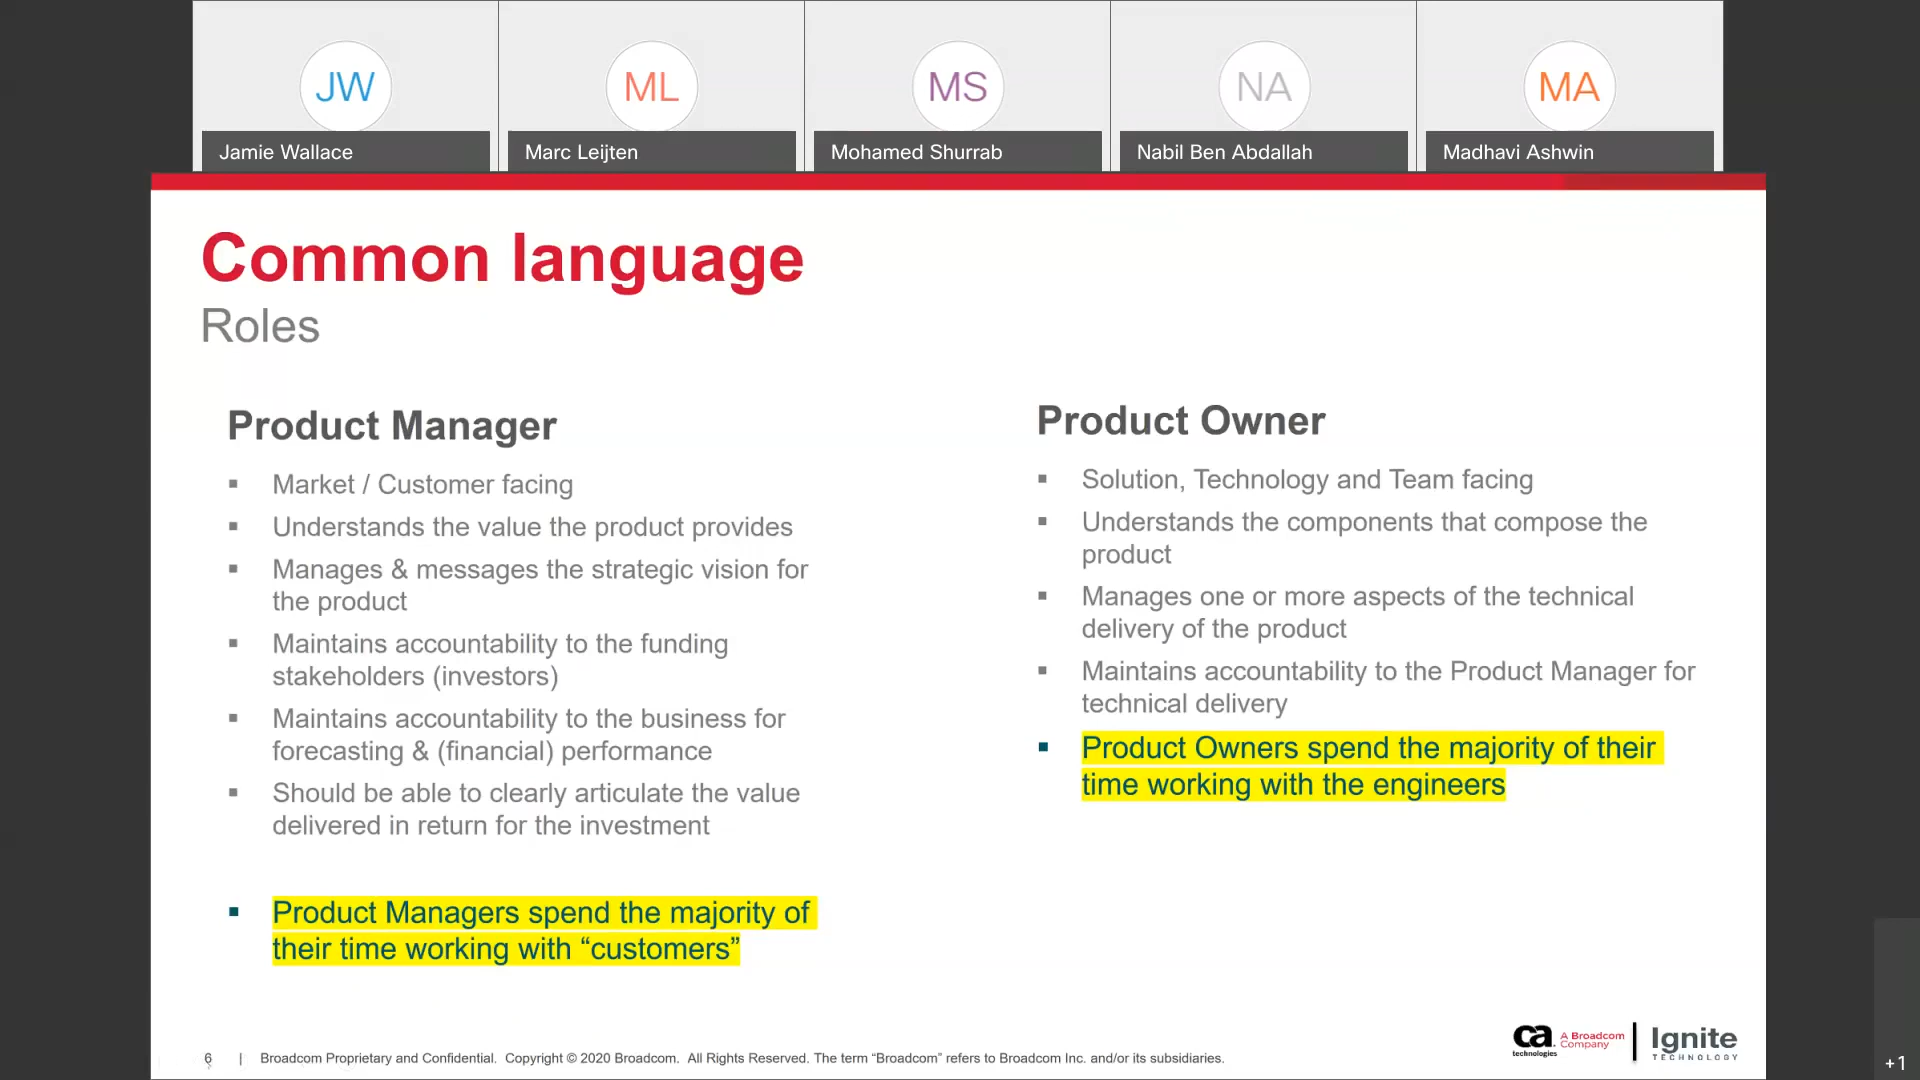 JW
ML
MS
NA
MA
Jamie Wallace
Marc Leijten
Mohamed Shurrab
Nabil Ben Abdallah
Madhavi Ashwin
Common language
Roles
Product Manager
▪ Market / Customer facing
▪ Understands the value the product provides
▪ Manages & messages the strategic vision for
the product
▪ Maintains accountability to the funding
stakeholders (investors)
▪ Maintains accountability to the business for
forecasting & (financial) performance
▪ Should be able to clearly articulate the value
delivered in return for the investment
▪ Product Managers spend the majority of
their time working with “customers”
Product Owner
▪ Solution, Technology and Team facing
▪ Understands the components that compose the
product
▪ Manages one or more aspects of the technical
delivery of the product
▪ Maintains accountability to the Product Manager for
technical delivery
▪ Product Owners spend the majority of their
time working with the engineers
6 | Broadcom Proprietary and Confidential. Copyright © 2020 Broadcom. All Rights Reserved. The term “Broadcom” refers to Broadcom Inc. and/or its subsidiaries.
ca
technologies
A Broadcom
Company
Ignite
TECHNOLOGY
+1